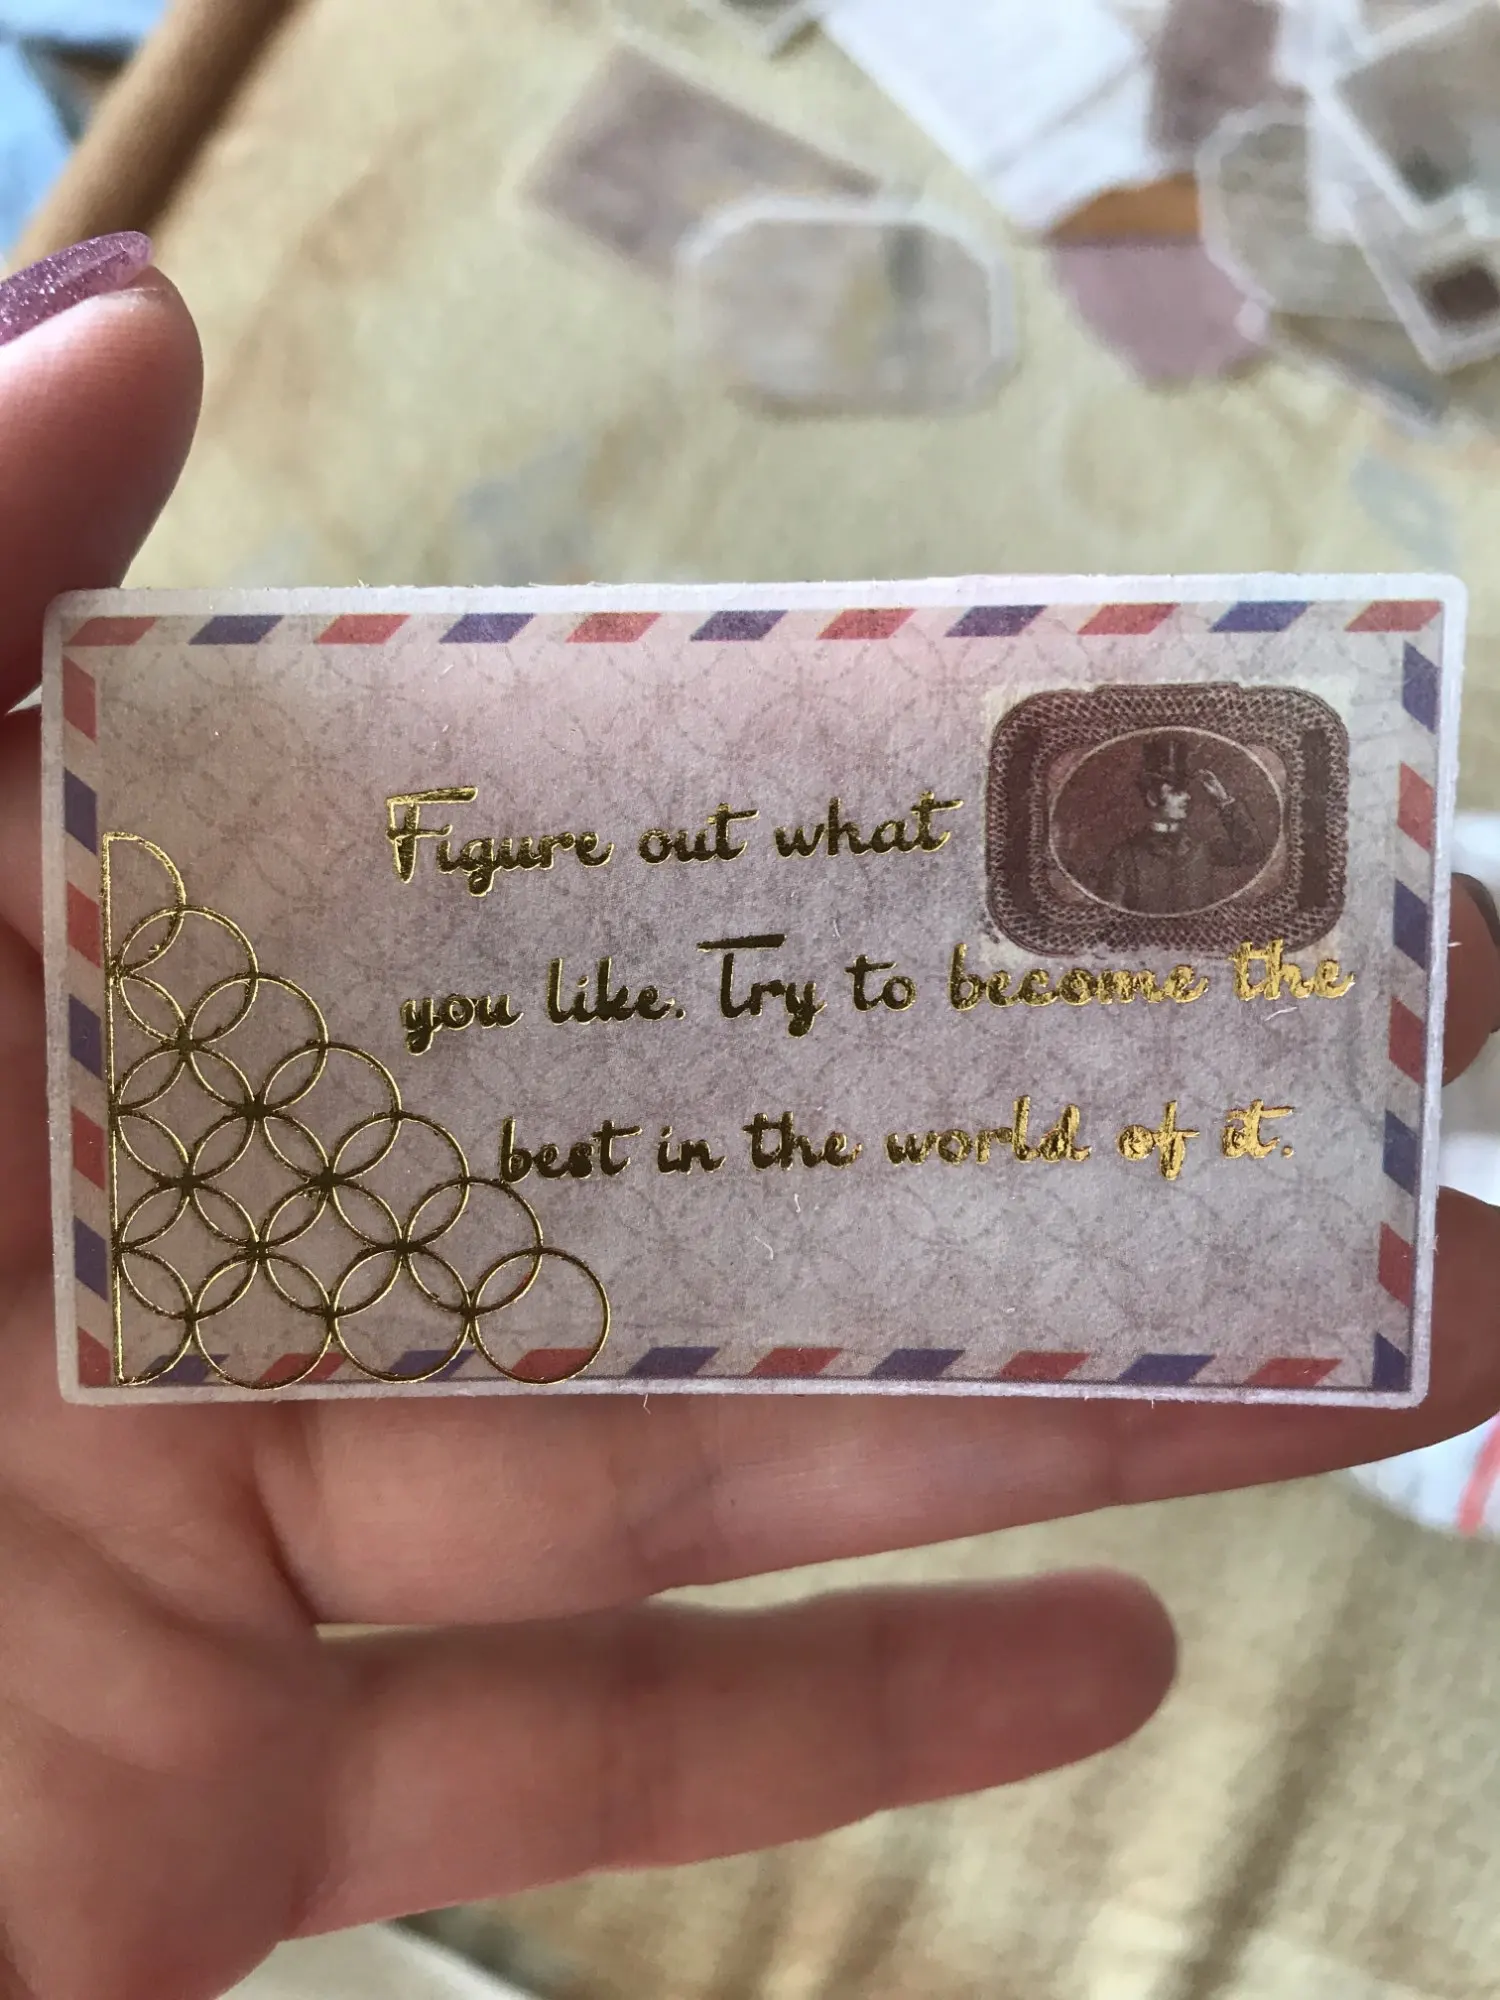 Figure out what
you like. Try to become the
best in the world of it.